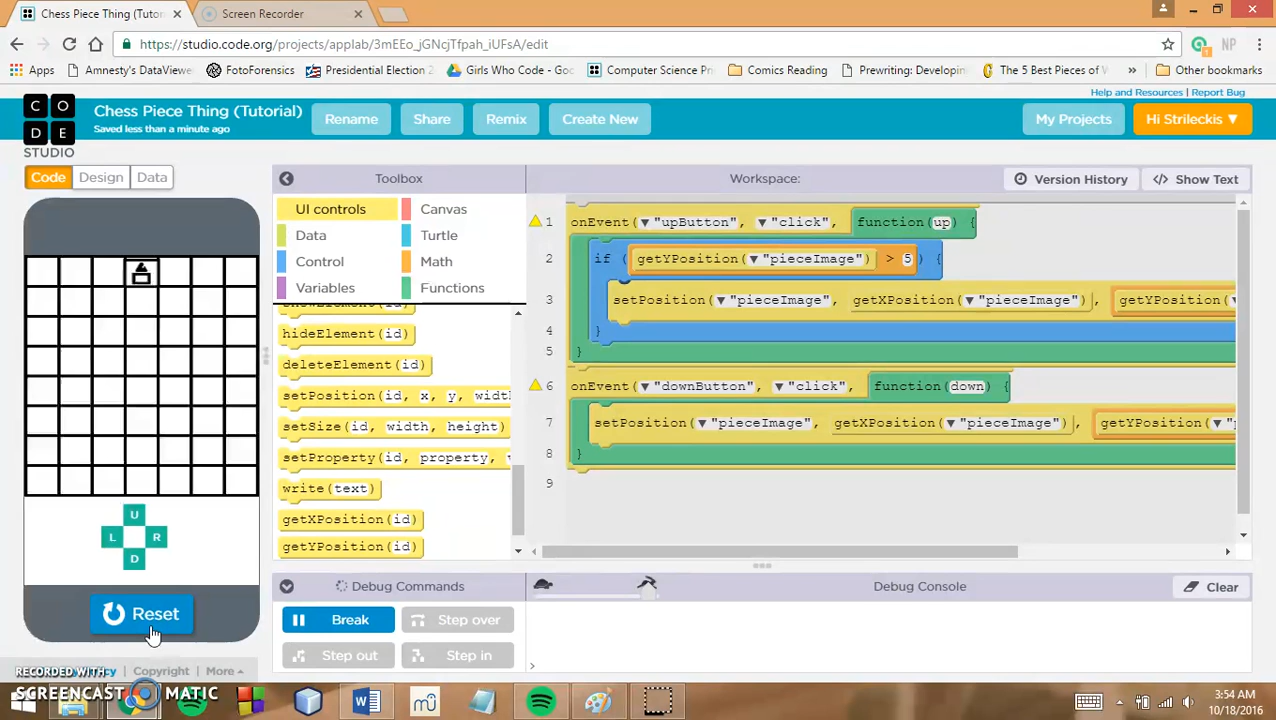 Chess Piece Thing (Tutorial)
Screen Recorder
https://studio.code.org/projects/applab/3mEEo_jGNcjTfpah_iUFsA/edit
Apps
Amnesty's DataViewer
FotoForensics
Presidential Election 2
Girls Who Code - Goo
Computer Science Pri
Comics Reading
Prewriting: Developin
The 5 Best Pieces of W
Other bookmarks
NP
Help and Resources | Report Bug
C O
D E
STUDIO
Chess Piece Thing (Tutorial)
Saved less than a minute ago
Rename
Share
Remix
Create New
My Projects
Hi Strileckis ▼
Code
Design
Data
Toolbox
Workspace:
Version History
</> Show Text
UI controls
Canvas
Data
Turtle
Control
Math
Variables
Functions
hideElement(id)
deleteElement(id)
setPosition(id, x, y, width
setSize(id, width, height)
setProperty(id, property, v
write(text)
getXPosition(id)
getYPosition(id)
1 onEvent(▼"upButton", ▼"click", function(up) {
2 if (getYPosition(▼"pieceImage") > 5) {
3 setPosition(▼"pieceImage", getXPosition(▼"pieceImage"), getYPosition(▼
4 }
5 }
6 onEvent(▼"downButton", ▼"click", function(down) {
7 setPosition(▼"pieceImage", getXPosition(▼"pieceImage"), getYPosition(▼"p
8 }
9
U
L R
D
Reset
Debug Commands
Debug Console
Clear
Break
Step over
Step out
Step in
Copyright
More
RECORDED WITH
SCREENCAST MATIC
3:54 AM
10/18/2016